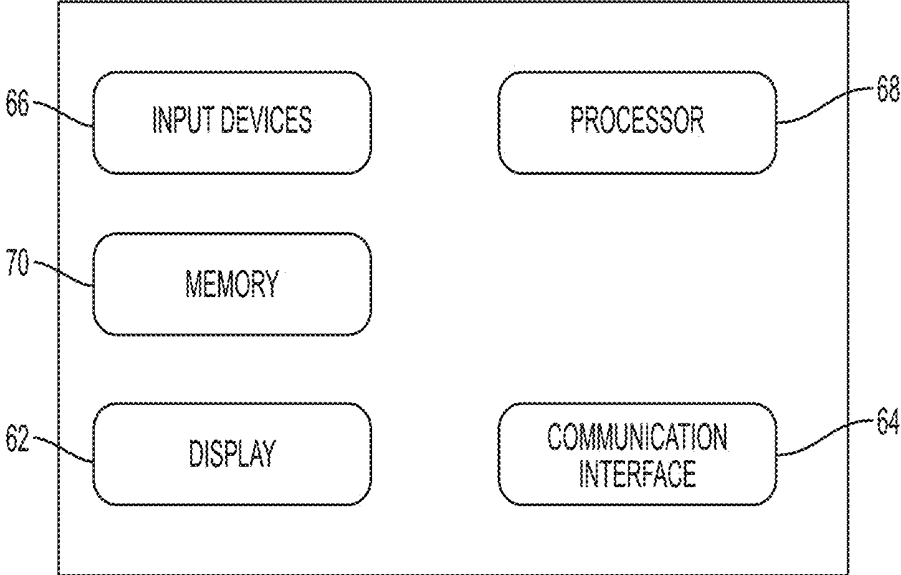 66
INPUT DEVICES
PROCESSOR
68
70
MEMORY
62
DISPLAY
COMMUNICATION
INTERFACE
64